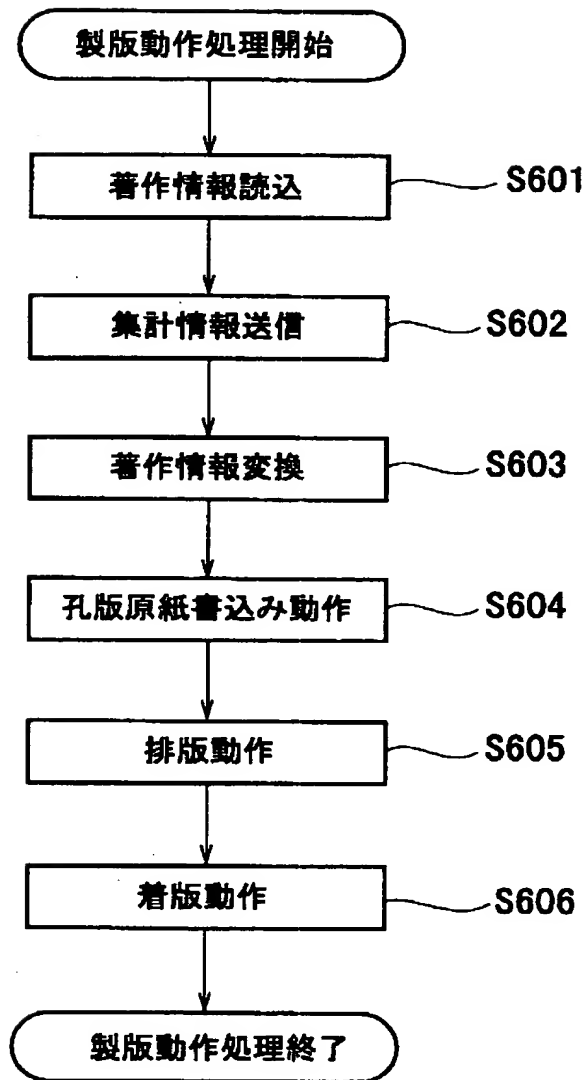 製版動作処理開始
著作情報読込
S601
集計情報送信
S602
著作情報変換
S603
孔版原紙書込み動作
S604
排版動作
S605
着版動作
S606
製版動作処理終了